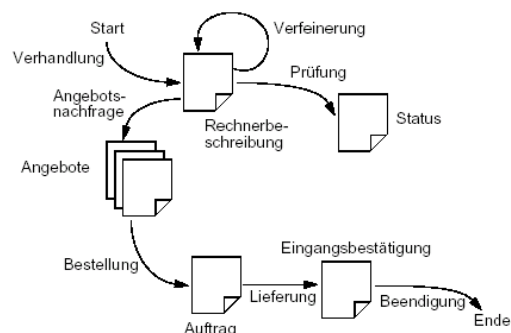 Start
Verfeinerung
Verhandlung
Prüfung
Angebots-
nachfrage
Rechnerbe-
schreibung
Status
Angebote
Eingangsbestätigung
Bestellung
Lieferung
Beendigung
Auftrag
Ende